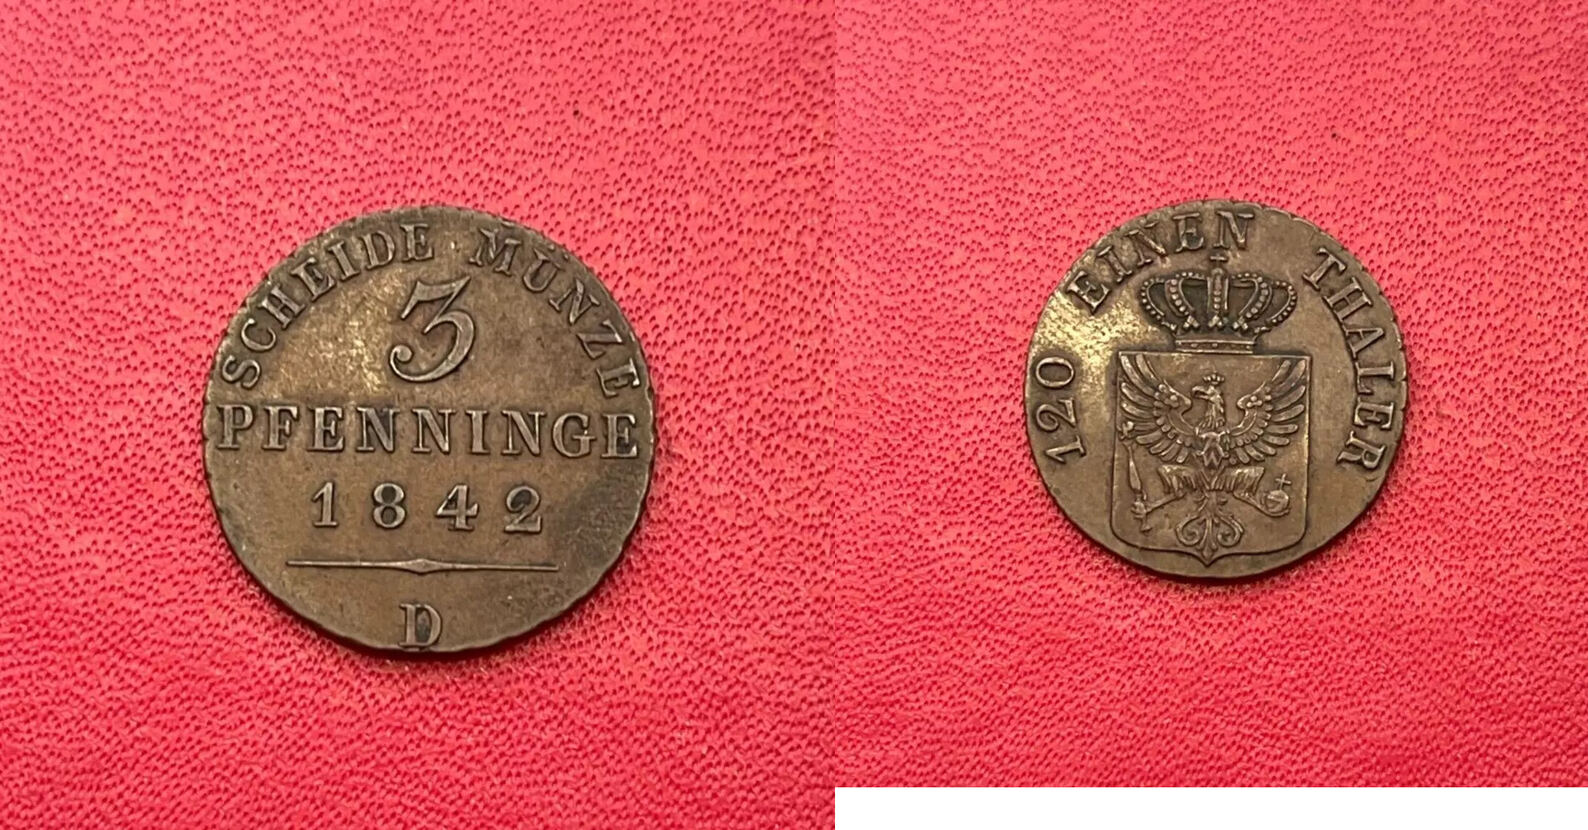 SCHEIDE MÜNZE
3
PFENNINGE
1842
D
120 EINEN THALER